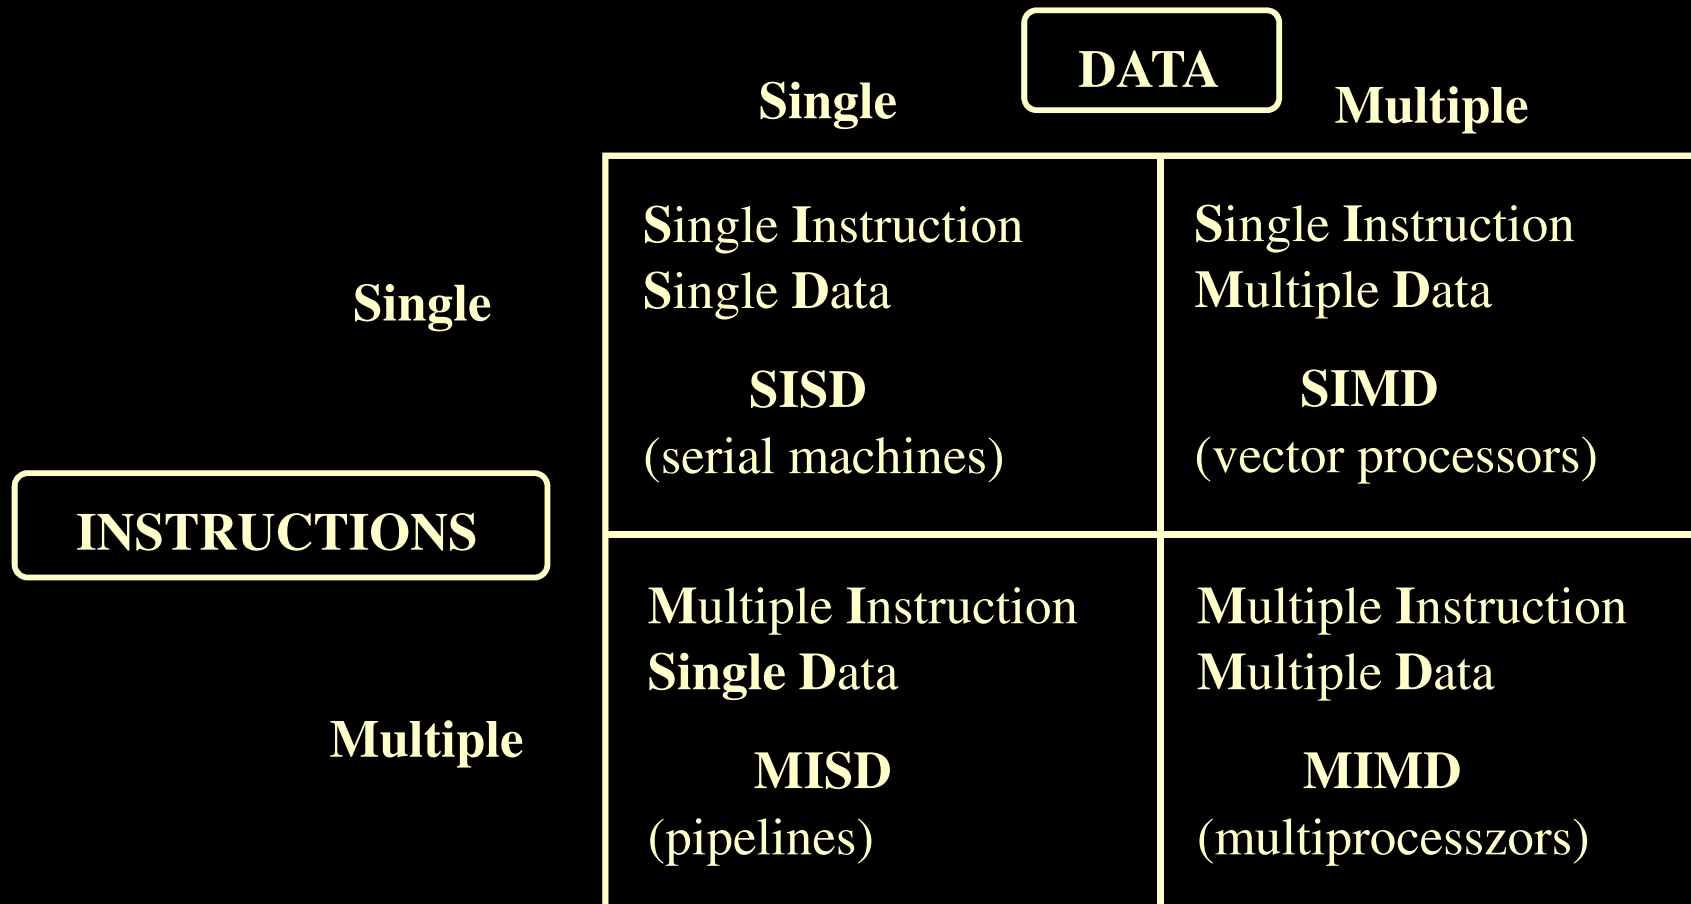 DATA
Single
Multiple
Single Instruction
Single Data
SISD
(serial machines)
Single Instruction
Multiple Data
SIMD
(vector processors)
Single
INSTRUCTIONS
Multiple
Multiple Instruction
Single Data
MISD
(pipelines)
Multiple Instruction
Multiple Data
MIMD
(multiprocesszors)